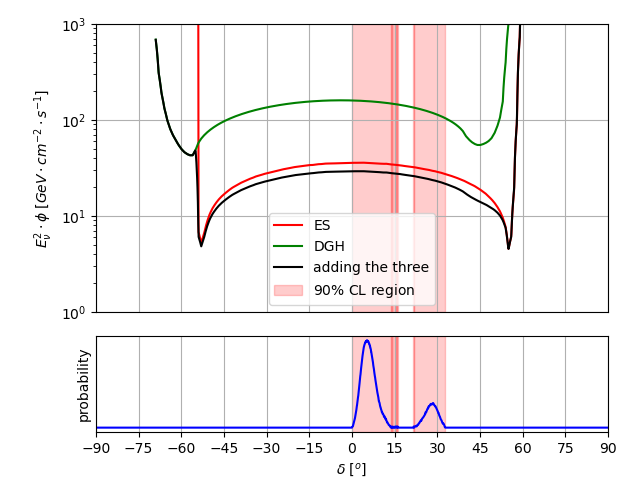 10³
10²
10¹
10⁰
E²ᵥ · ϕ [GeV · cm⁻² · s⁻¹]
ES
DGH
adding the three
90% CL region
probability
−90 −75 −60 −45 −30 −15 0 15 30 45 60 75 90
δ [°]